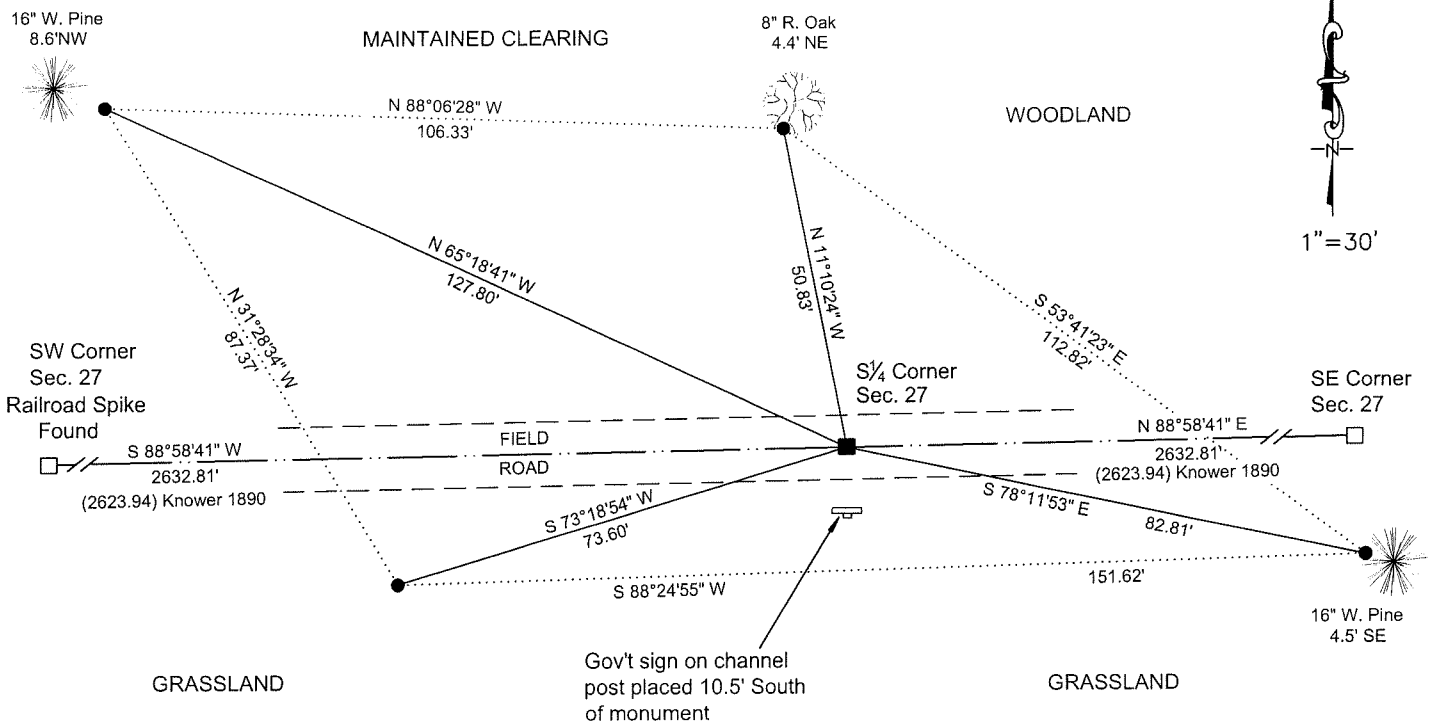 16" W. Pine
8.6'NW
MAINTAINED CLEARING
8" R. Oak
4.4' NE
WOODLAND
N
1"=30'
N 88°06'28" W
106.33'
N 65°18'41" W
127.80'
N 11°10'24" W
50.83'
S 53°41'23" E
112.82'
N 31°28'34" W
87.37'
SW Corner
Sec. 27
Railroad Spike
Found
S1/4 Corner
Sec. 27
SE Corner
Sec. 27
S 88°58'41" W
2632.81'
(2623.94) Knower 1890
FIELD
ROAD
N 88°58'41" E
2632.81'
(2623.94) Knower 1890
S 73°18'54" W
73.60'
S 78°11'53" E
82.81'
S 88°24'55" W
151.62'
16" W. Pine
4.5' SE
Gov't sign on channel
post placed 10.5' South
of monument
GRASSLAND
GRASSLAND